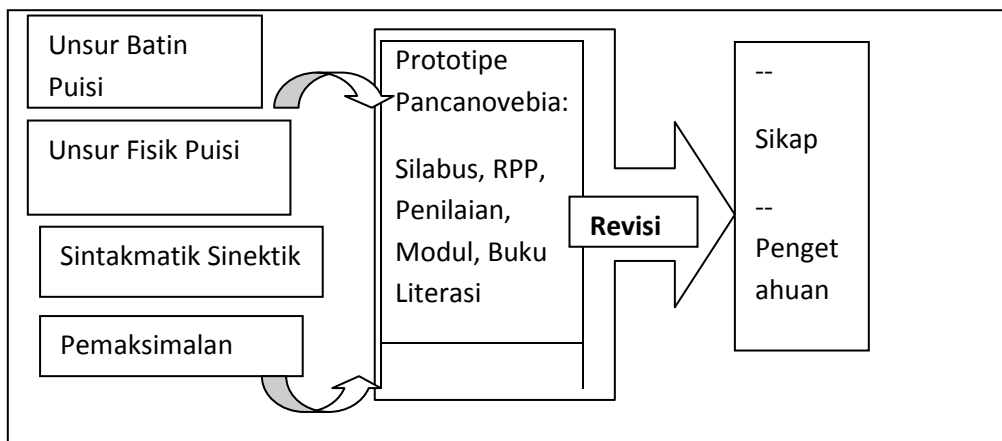 Unsur Batin
Puisi
Unsur Fisik Puisi
Sintakmatik Sinektik
Pemaksimalan
Prototipe
Pancanovebia:
Silabus, RPP,
Penilaian,
Modul, Buku
Literasi
Revisi
--
Sikap
--
Penget
ahuan